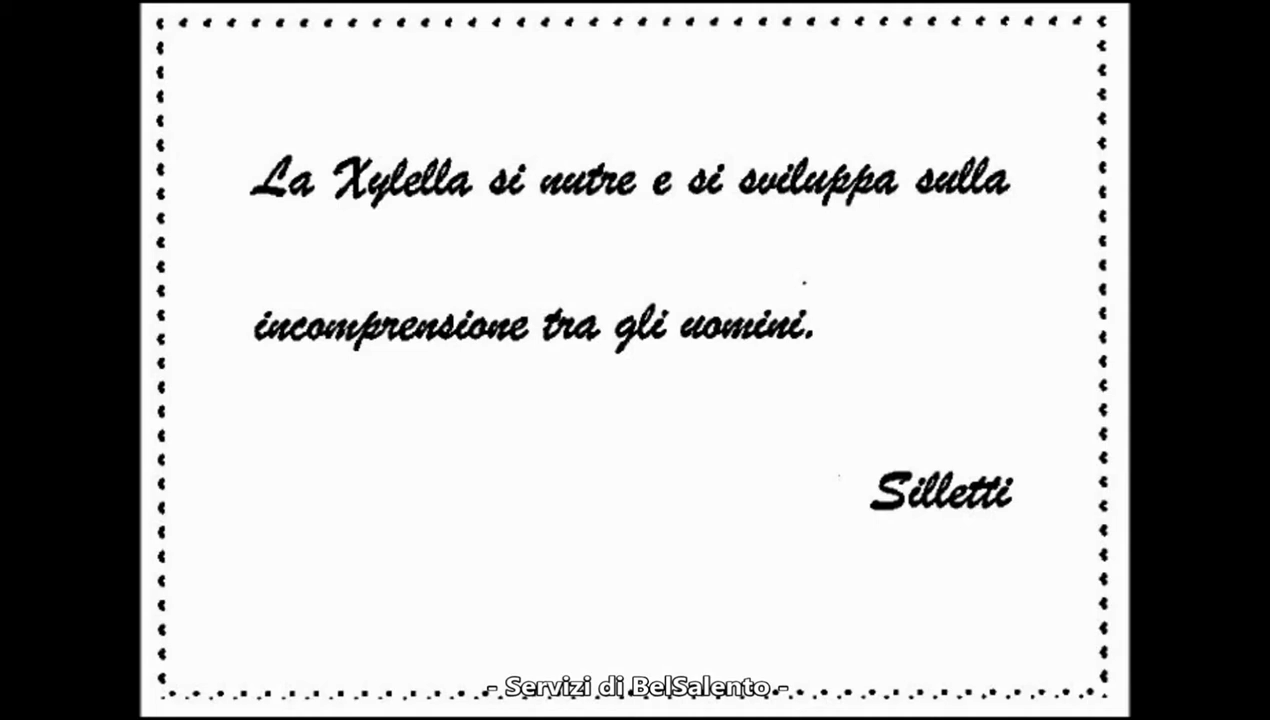 La Xylella si nutre e si sviluppa sulla
incomprensione tra gli uomini.
Silletti
- Servizi di BelSalento -